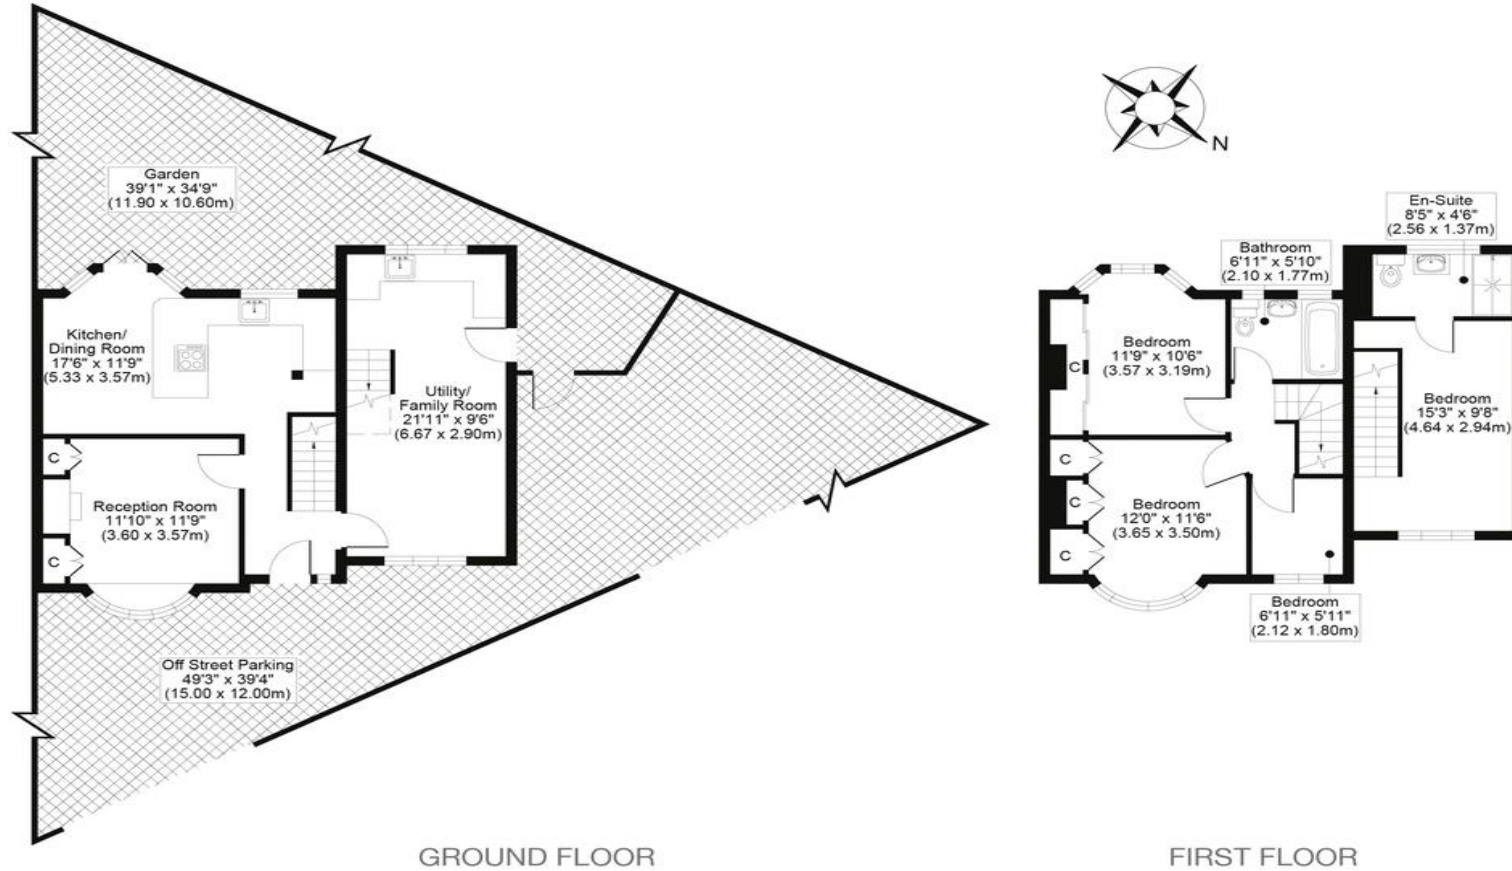 Garden
39'1" x 34'9"
(11.90 x 10.60m)
Kitchen/
Dining Room
17'6" x 11'9"
(5.33 x 3.57m)
Utility/
Family Room
21'11" x 9'6"
(6.67 x 2.90m)
C
Reception Room
11'10" x 11'9"
(3.60 x 3.57m)
C
Off Street Parking
49'3" x 39'4"
(15.00 x 12.00m)
GROUND FLOOR
N
En-Suite
8'5" x 4'6"
(2.56 x 1.37m)
Bathroom
6'11" x 5'10"
(2.10 x 1.77m)
Bedroom
11'9" x 10'6"
(3.57 x 3.19m)
C
Bedroom
15'3" x 9'8"
(4.64 x 2.94m)
C
C
Bedroom
12'0" x 11'6"
(3.65 x 3.50m)
C
Bedroom
6'11" x 5'11"
(2.12 x 1.80m)
FIRST FLOOR